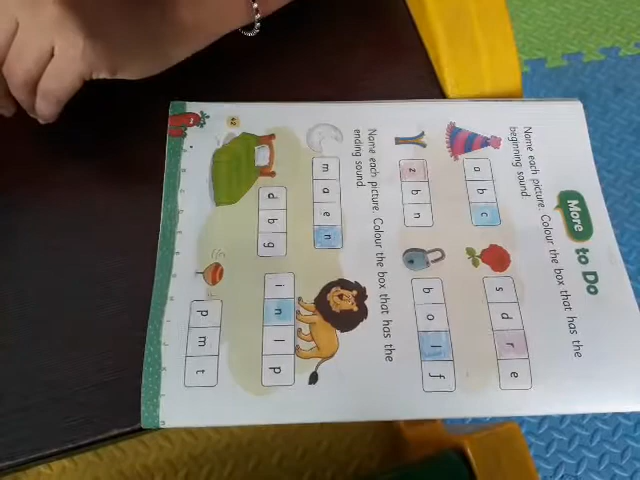 More to Do
Name each picture. Colour the box that has the
beginning sound.
a b c
s d r e
z b n
b o l f
Name each picture. Colour the box that has the
ending sound.
m a e n
i n l p
d b g
p m t
42